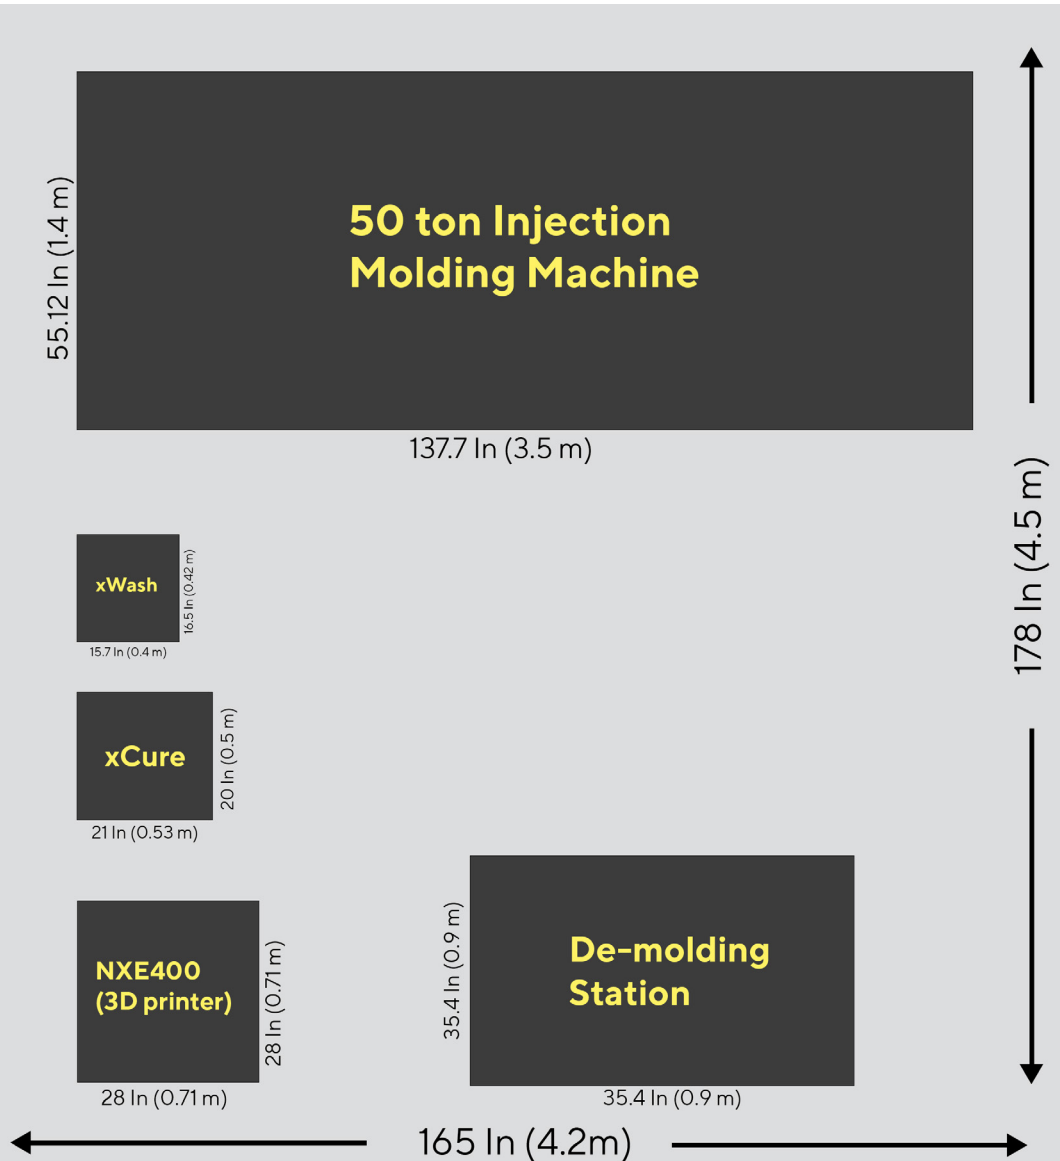 50 ton Injection
Molding Machine
55.12 In (1.4 m)
137.7 In (3.5 m)
178 In (4.5 m)
xWash
16.5 In (0.42 m)
15.7 In (0.4 m)
xCure
20 In (0.5 m)
21 In (0.53 m)
NXE400
(3D printer)
28 In (0.71 m)
28 In (0.71 m)
De-molding
Station
35.4 In (0.9 m)
35.4 In (0.9 m)
165 In (4.2m)